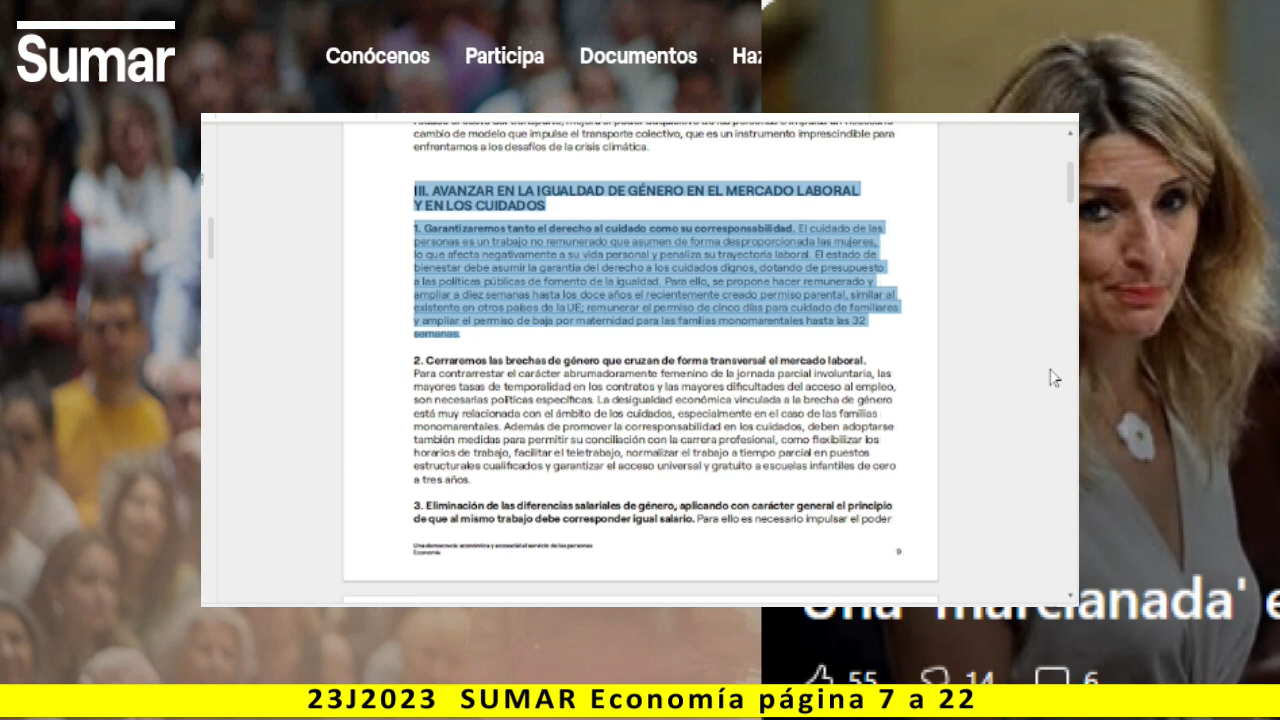 Sumar
Conócenos Participa Documentos Haz
cambio de modelo que impulse el transporte colectivo, que es un instrumento imprescindible para
enfrentarnos a los desafíos de la crisis climática.
III. AVANZAR EN LA IGUALDAD DE GÉNERO EN EL MERCADO LABORAL
Y EN LOS CUIDADOS
1. Garantizaremos tanto el derecho al cuidado como su corresponsabilidad. El cuidado de las
personas es un trabajo no remunerado que asumen de forma desproporcionada las mujeres,
lo que afecta negativamente a su vida personal y penaliza su trayectoria laboral. El estado de
bienestar debe asumir la garantía del derecho a los cuidados dignos, dotando de presupuesto
a las políticas públicas de fomento de la igualdad. Para ello, se propone hacer remunerado y
ampliar a diez semanas hasta los doce años el recientemente creado permiso parental, similar al
existente en otros países de la UE; remunerar el permiso de cinco días para cuidado de familiares
y ampliar el permiso de baja por maternidad para las familias monomarentales hasta las 32
semanas.
2. Cerraremos las brechas de género que cruzan de forma transversal el mercado laboral.
Para contrarrestar el carácter abrumadoramente femenino de la jornada parcial involuntaria, las
mayores tasas de temporalidad en los contratos y las mayores dificultades del acceso al empleo,
son necesarias políticas específicas. La desigualdad económica vinculada a la brecha de género
está muy relacionada con el ámbito de los cuidados, especialmente en el caso de las familias
monomarentales. Además de promover la corresponsabilidad en los cuidados, deben adoptarse
también medidas para permitir su conciliación con la carrera profesional, como flexibilizar los
horarios de trabajo, facilitar el teletrabajo, normalizar el trabajo a tiempo parcial en puestos
estructurales cualificados y garantizar el acceso universal y gratuito a escuelas infantiles de cero
a tres años.
3. Eliminación de las diferencias salariales de género, aplicando con carácter general el principio
de que al mismo trabajo debe corresponder igual salario. Para ello es necesario impulsar el poder
Una democracia económica y ecosocial al servicio de las personas
Economía 9
Una 'marcianada' e
55 14 6
23J2023 SUMAR Economía página 7 a 22